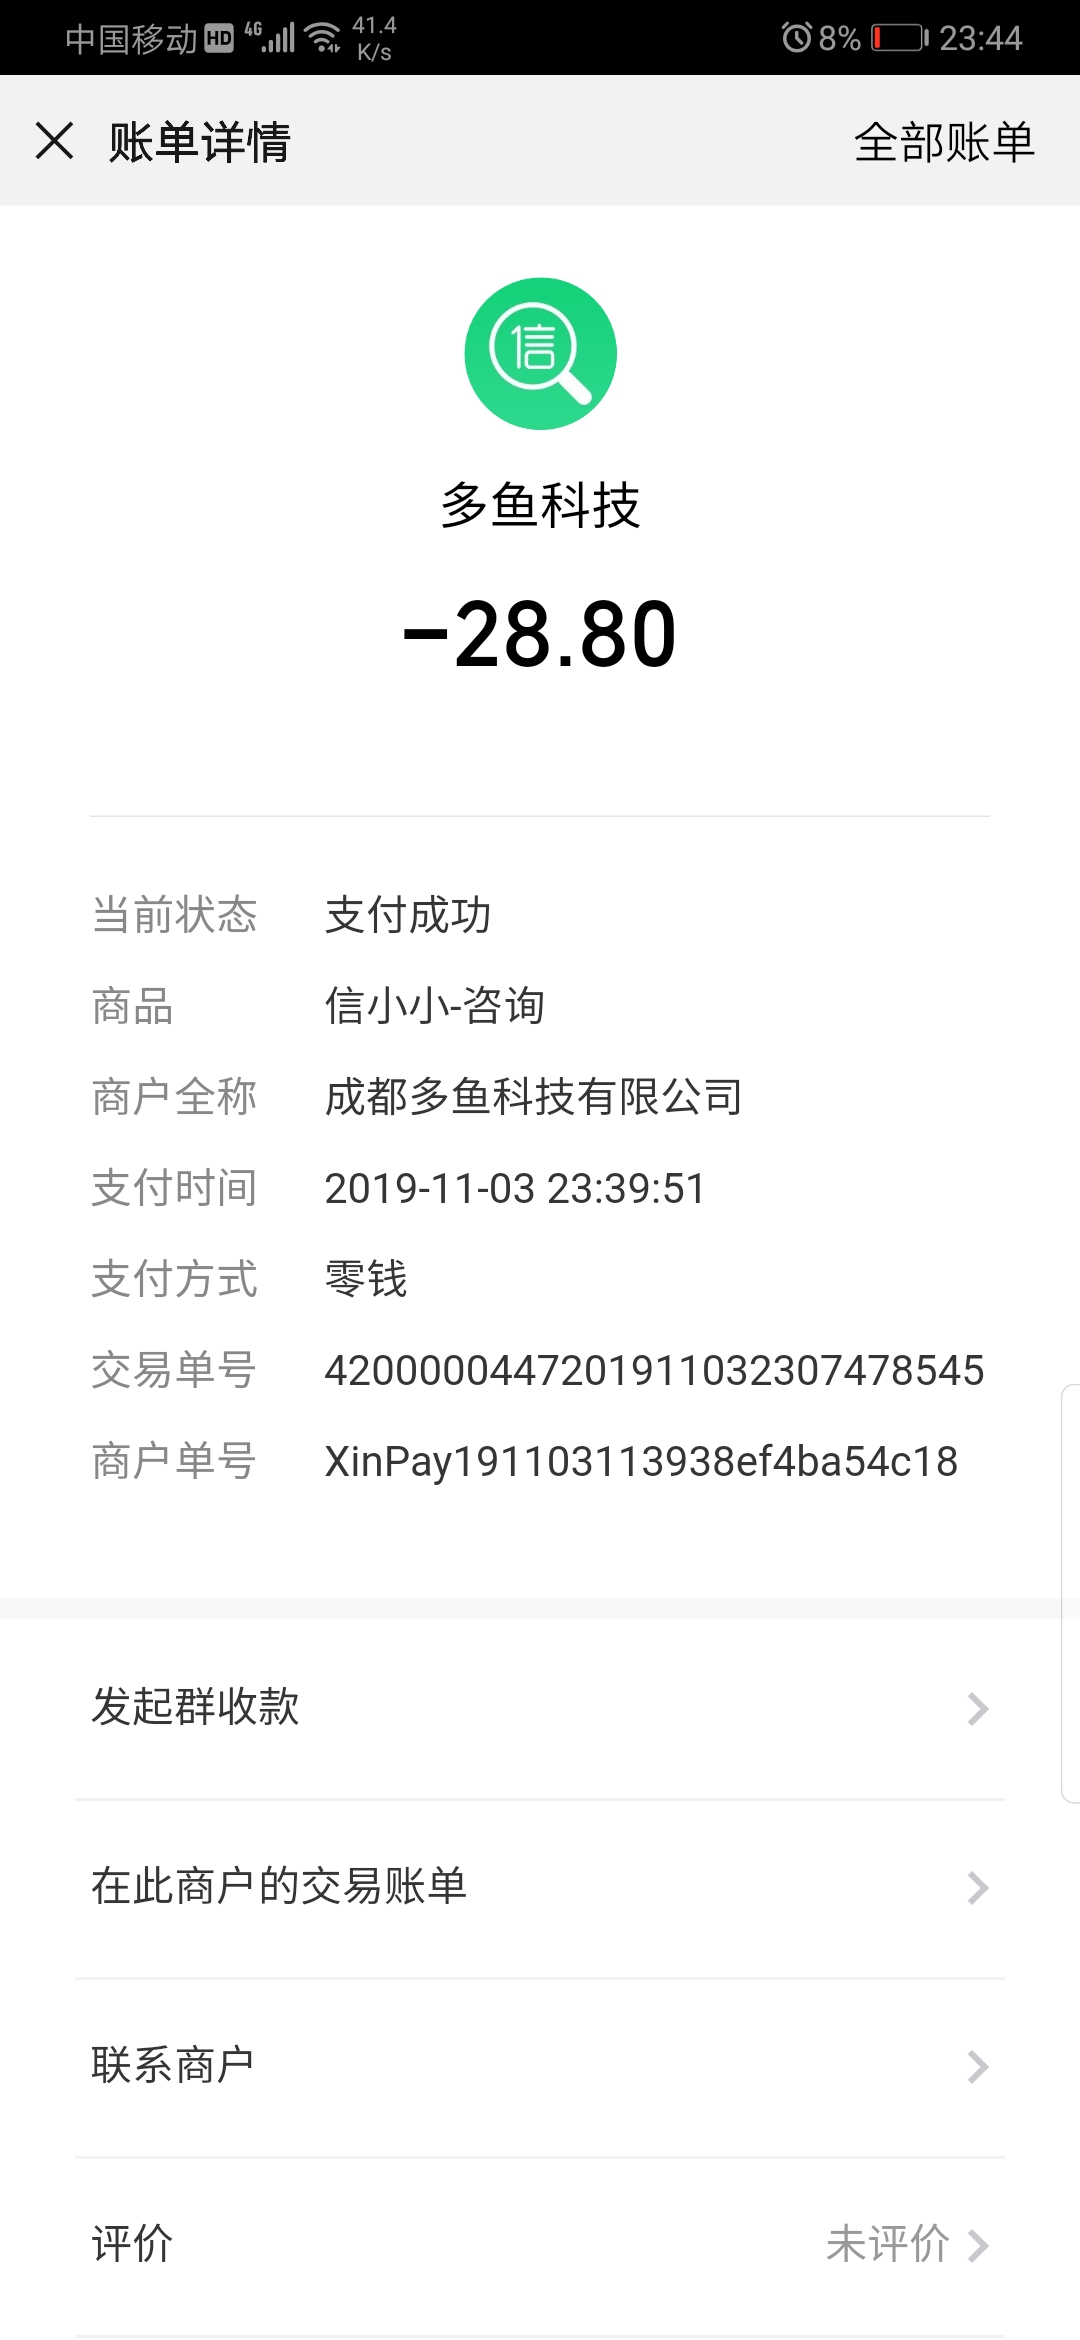 中国移动 HD 4G 41.4 K/s 8% 23:44
账单详情 全部账单
信
多鱼科技
-28.80
当前状态 支付成功
商品 信小小-咨询
商户全称 成都多鱼科技有限公司
支付时间 2019-11-03 23:39:51
支付方式 零钱
交易单号 4200000447201911032307478545
商户单号 XinPay191103113938ef4ba54c18
发起群收款
在此商户的交易账单
联系商户
评价 未评价